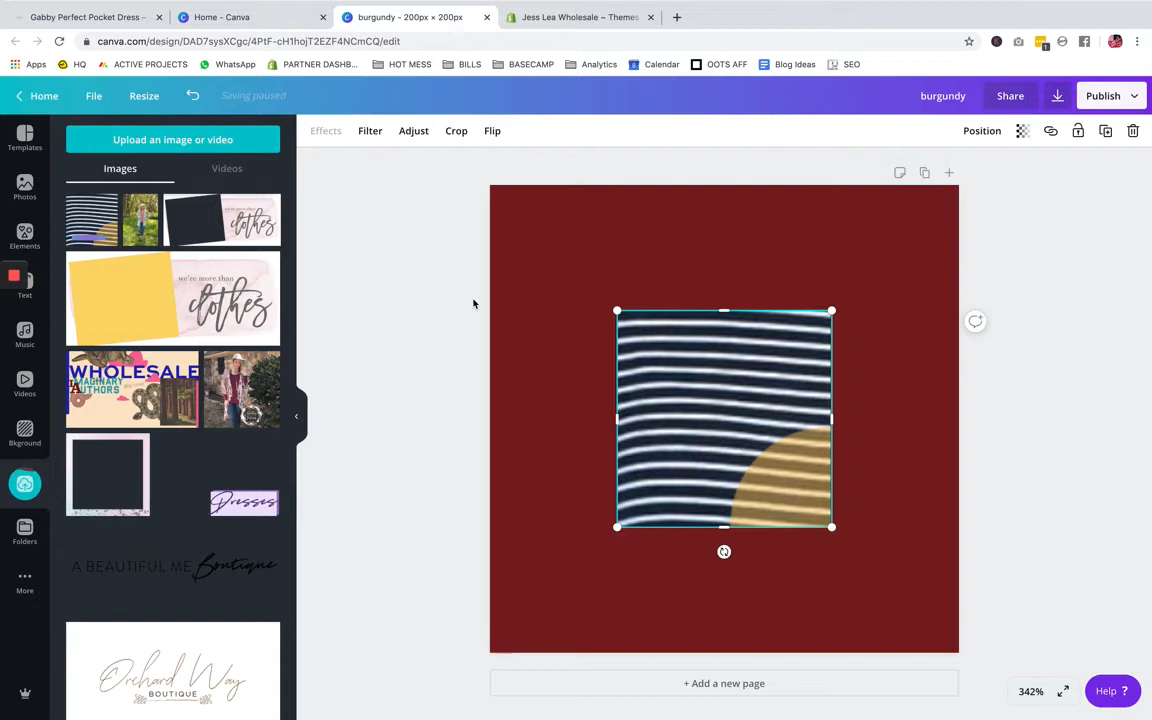 Gabby Perfect Pocket Dress –
Home - Canva
burgundy - 200px × 200px
Jess Lea Wholesale ~ Themes
canva.com/design/DAD7sysXCgc/4PtF-cH1hojT2EZF4NCmCQ/edit
Apps HQ ACTIVE PROJECTS WhatsApp PARTNER DASHB... HOT MESS BILLS BASECAMP Analytics Calendar OOTS AFF Blog Ideas SEO
Home File Resize Saving paused burgundy Share Publish
Effects Filter Adjust Crop Flip Position
Upload an image or video
Images Videos
Templates
Photos
Elements
Text
Music
Videos
Bkground
Folders
More
we're more than
clothes
we're more than
clothes
WHOLESALE
IMAGINARY
AUTHORS
Dresses
A BEAUTIFUL ME Boutique
Orchard Way
BOUTIQUE
+ Add a new page
342%
Help ?